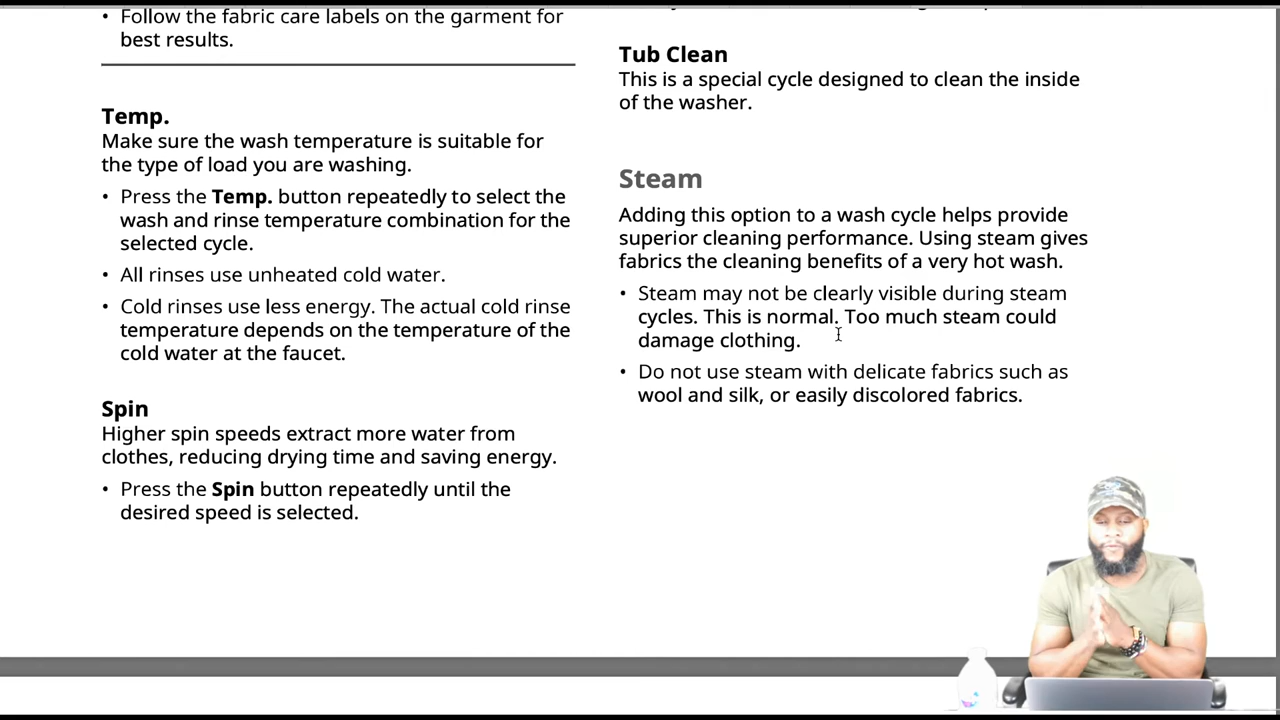 • Follow the fabric care labels on the garment for
best results.
Temp.
Make sure the wash temperature is suitable for
the type of load you are washing.
• Press the Temp. button repeatedly to select the
wash and rinse temperature combination for the
selected cycle.
• All rinses use unheated cold water.
• Cold rinses use less energy. The actual cold rinse
temperature depends on the temperature of the
cold water at the faucet.
Spin
Higher spin speeds extract more water from
clothes, reducing drying time and saving energy.
• Press the Spin button repeatedly until the
desired speed is selected.
Tub Clean
This is a special cycle designed to clean the inside
of the washer.
Steam
Adding this option to a wash cycle helps provide
superior cleaning performance. Using steam gives
fabrics the cleaning benefits of a very hot wash.
• Steam may not be clearly visible during steam
cycles. This is normal. Too much steam could
damage clothing.
• Do not use steam with delicate fabrics such as
wool and silk, or easily discolored fabrics.